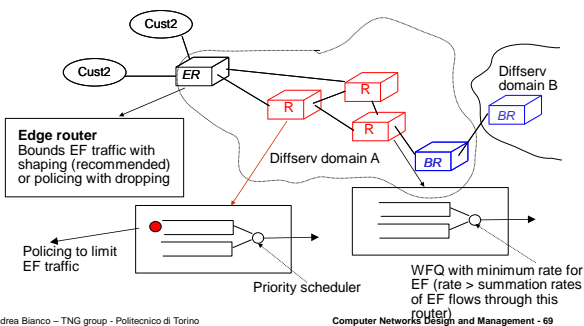 Cust2
Cust2
ER
R
R
R
BR
BR
Diffserv
domain B
Edge router
Bounds EF traffic with
shaping (recommended)
or policing with dropping
Diffserv domain A
Policing to limit
EF traffic
Priority scheduler
WFQ with minimum rate for
EF (rate > summation rates
of EF flows through this
router)
drea Bianco – TNG group - Politecnico di Torino
Computer Networks Design and Management - 69